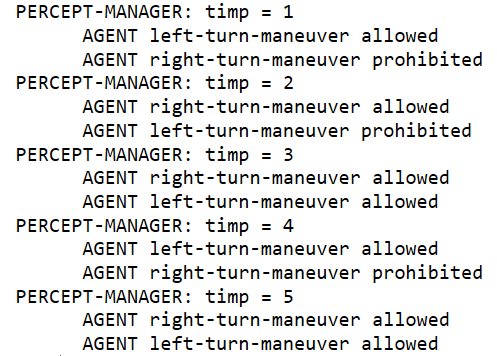 PERCEPT-MANAGER: timp = 1
AGENT left-turn-maneuver allowed
AGENT right-turn-maneuver prohibited
PERCEPT-MANAGER: timp = 2
AGENT right-turn-maneuver allowed
AGENT left-turn-maneuver prohibited
PERCEPT-MANAGER: timp = 3
AGENT right-turn-maneuver allowed
AGENT left-turn-maneuver allowed
PERCEPT-MANAGER: timp = 4
AGENT left-turn-maneuver allowed
AGENT right-turn-maneuver prohibited
PERCEPT-MANAGER: timp = 5
AGENT right-turn-maneuver allowed
AGENT left-turn-maneuver allowed